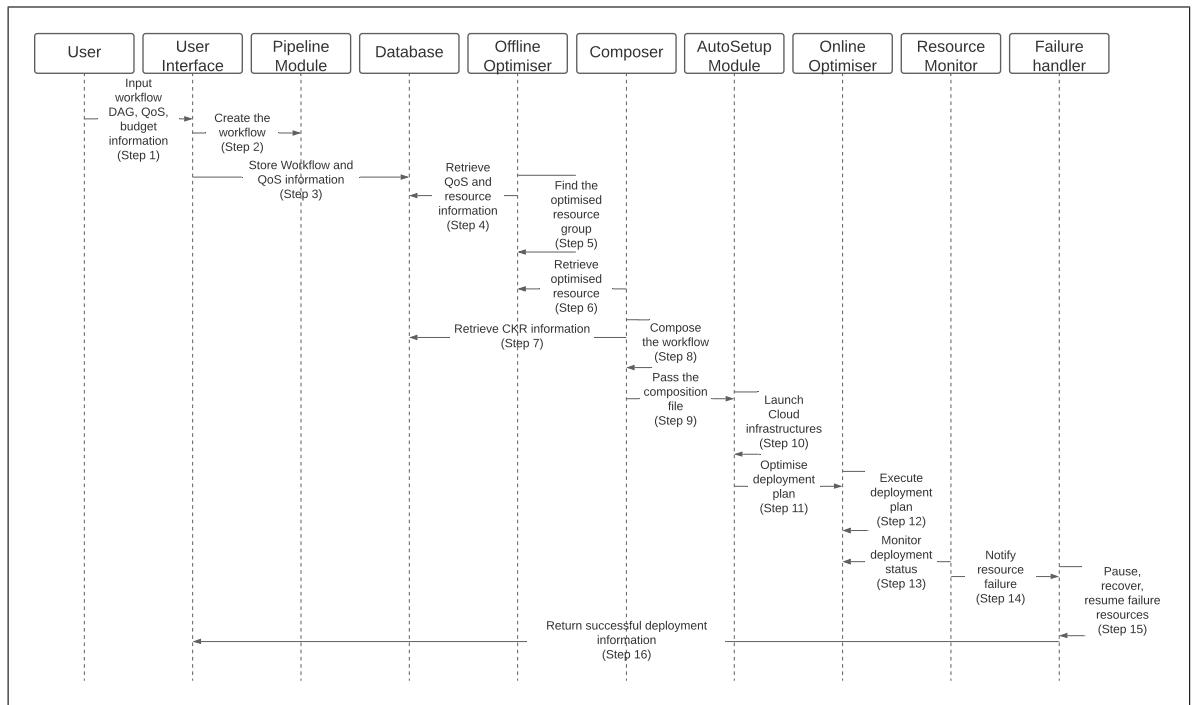 User
User
Interface
Pipeline
Module
Database
Offline
Optimiser
Composer
AutoSetup
Module
Online
Optimiser
Resource
Monitor
Failure
handler
Input
workflow
DAG, QoS,
budget
information
(Step 1)
Create the
workflow
(Step 2)
Store Workflow and
QoS information
(Step 3)
Retrieve
QoS and
resource
information
(Step 4)
Find the
optimised
resource
group
(Step 5)
Retrieve
optimised
resource
(Step 6)
Retrieve CKR information
(Step 7)
Compose
the workflow
(Step 8)
Pass the
composition
file
(Step 9)
Launch
Cloud
infrastructures
(Step 10)
Optimise
deployment
plan
(Step 11)
Execute
deployment
plan
(Step 12)
Monitor
deployment
status
(Step 13)
Notify
resource
failure
(Step 14)
Pause,
recover,
resume failure
resources
(Step 15)
Return successful deployment
information
(Step 16)